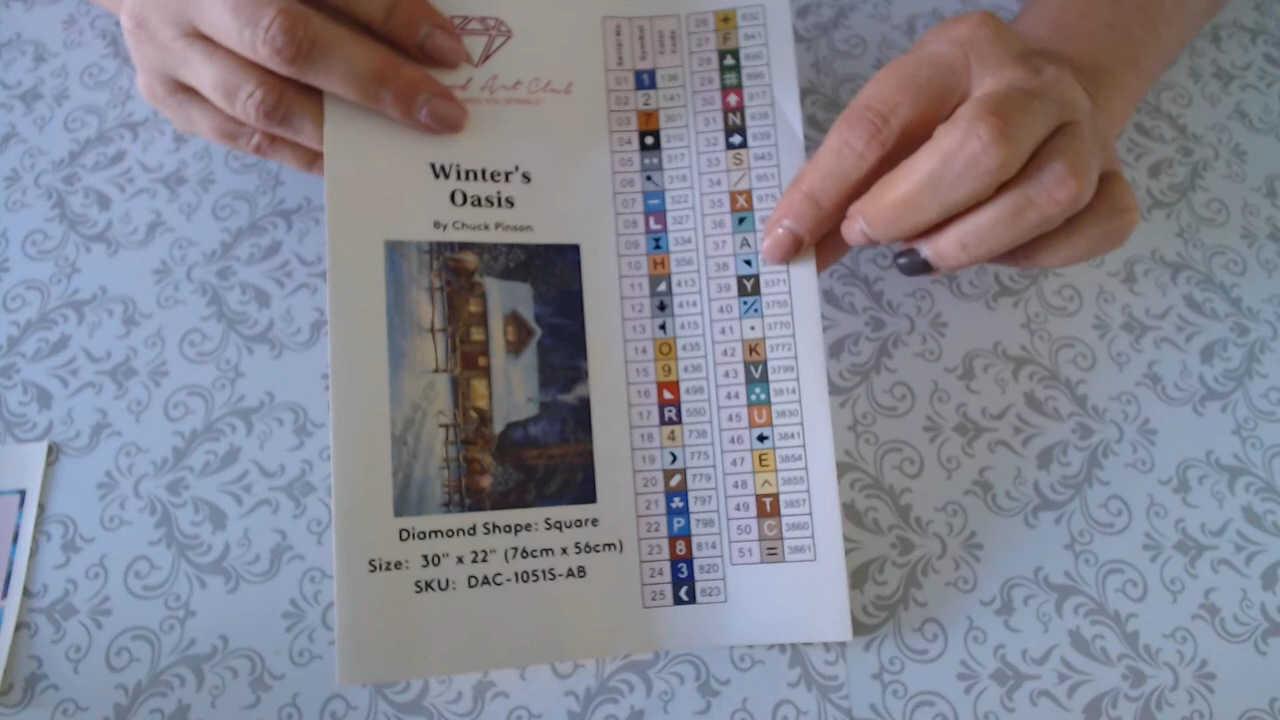 Art Club
Winter's
Oasis
By Chuck Pinson
Diamond Shape: Square
Size: 30" x 22" (76cm x 56cm)
SKU: DAC-1051S-AB
Symbol
01 1 136
02 2 141
03 7 301
04 310
05 317
06 318
07 − 322
08 L 327
09 334
10 H 356
11 413
12 414
13 415
14 O 435
15 9 436
16 498
17 R 550
18 4 738
19 775
20 779
21 797
22 P 798
23 8 814
24 3 820
25 823
26 + 832
27 F 841
28 ♣ 890
29 # 895
30 917
31 N 938
32 939
33 S 945
34 / 951
35 X 975
36
37 A
38
39 Y 3371
40 ٪ 3755
41 • 3770
42 K 3772
43 V 3799
44 3814
45 U 3830
46 ← 3841
47 E 3854
48 ^ 3855
49 T 3857
50 C 3860
51 = 3861